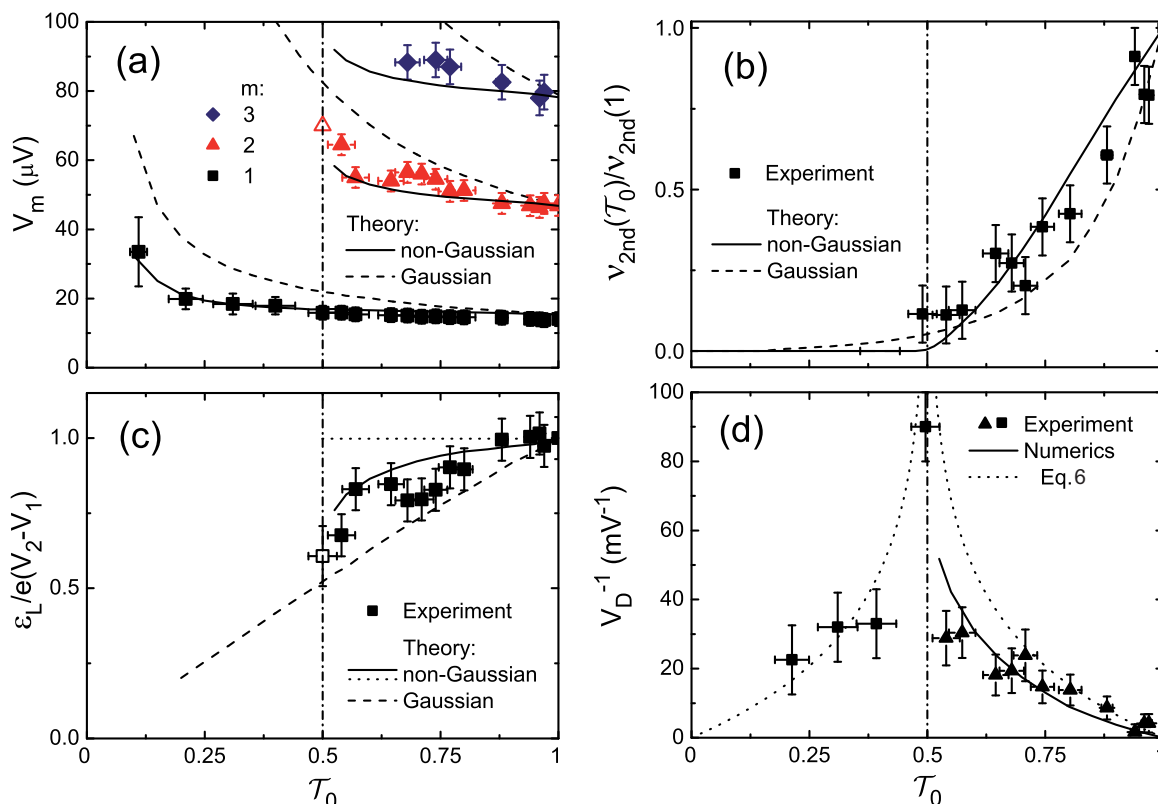 (a)
100
80
60
40
20
0
V_m (μV)
m:
3
2
1
Theory:
non-Gaussian
Gaussian
(b)
1.0
0.5
0.0
ν_2nd(𝒯_0)/ν_2nd(1)
Experiment
Theory:
non-Gaussian
Gaussian
(c)
1.0
0.5
0.0
ε_L/e(V_2-V_1)
Experiment
Theory:
non-Gaussian
Gaussian
0 0.25 0.5 0.75 1
𝒯_0
(d)
100
80
60
40
20
0
V_D^-1 (mV^-1)
Experiment
Numerics
Eq.6
0 0.25 0.5 0.75 1
𝒯_0